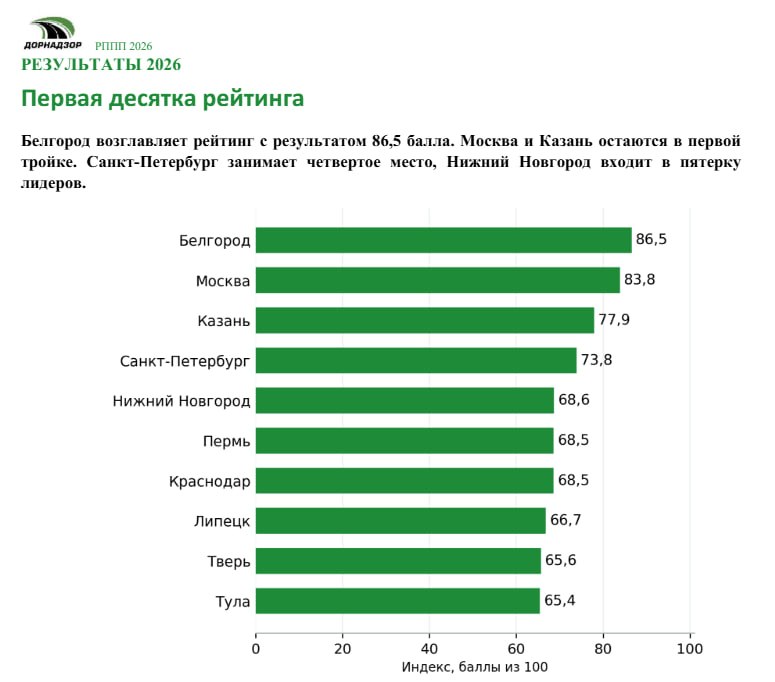 ДОРНАДЗОР РППП 2026
РЕЗУЛЬТАТЫ 2026
Первая десятка рейтинга
Белгород возглавляет рейтинг с результатом 86,5 балла. Москва и Казань остаются в первой
тройке. Санкт-Петербург занимает четвертое место, Нижний Новгород входит в пятерку
лидеров.
Белгород 86,5
Москва 83,8
Казань 77,9
Санкт-Петербург 73,8
Нижний Новгород 68,6
Пермь 68,5
Краснодар 68,5
Липецк 66,7
Тверь 65,6
Тула 65,4
0 20 40 60 80 100
Индекс, баллы из 100